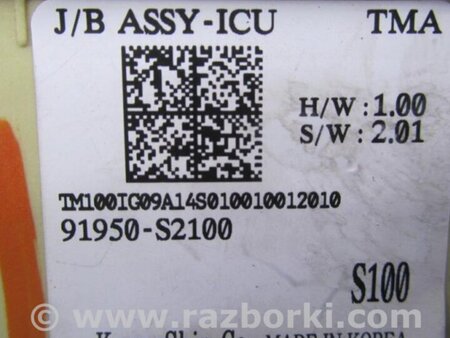 J/B ASSY-ICU TMA
H/W : 1.00
S/W : 2.01
TM100IG09A14S010010012010
91950-S2100
S100
MADE IN KOREA
© www.razborki.com